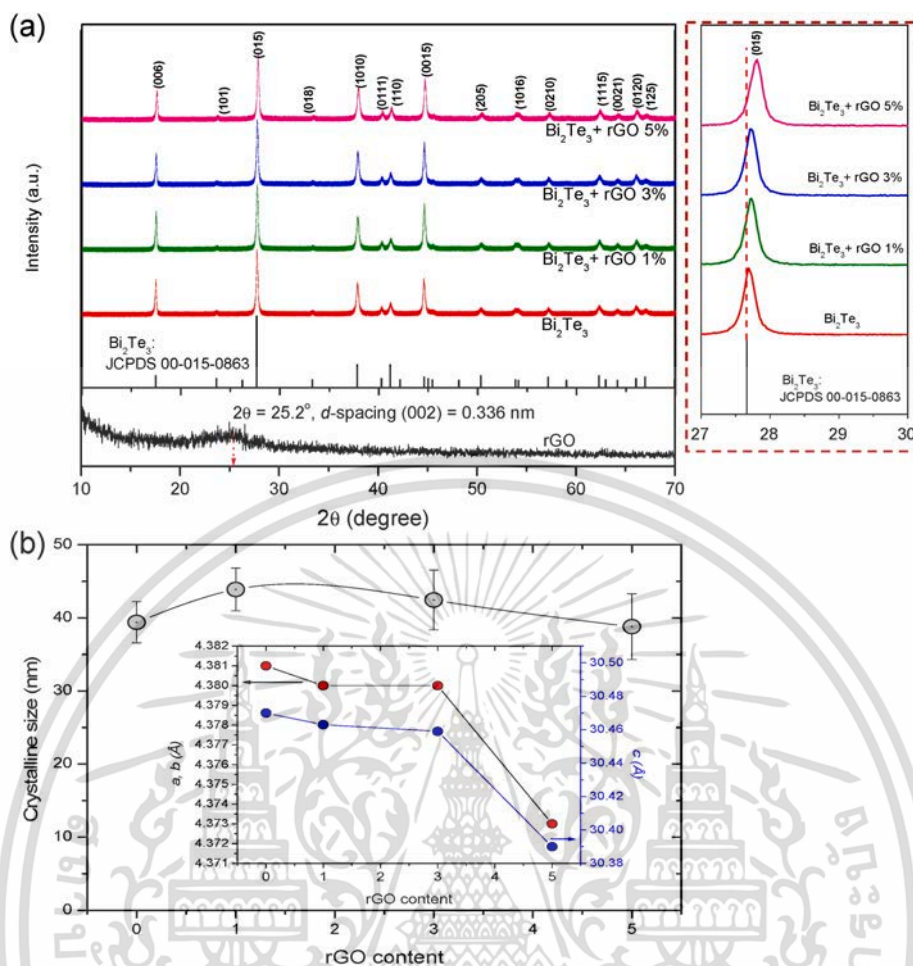 (a)
Intensity (a.u.)
(006)
(101)
(015)
(018)
(1010)
(0111)
(110)
(0015)
(205)
(1016)
(0210)
(1115)
(0021)
(0120)
(125)
Bi₂Te₃+ rGO 5%
Bi₂Te₃+ rGO 3%
Bi₂Te₃+ rGO 1%
Bi₂Te₃
Bi₂Te₃:
JCPDS 00-015-0863
2θ = 25.2°, d-spacing (002) = 0.336 nm
rGO
10 20 30 40 50 60 70
2θ (degree)
(015)
Bi₂Te₃+ rGO 5%
Bi₂Te₃+ rGO 3%
Bi₂Te₃+ rGO 1%
Bi₂Te₃
Bi₂Te₃:
JCPDS 00-015-0863
27 28 29 30
(b)
Crystalline size (nm)
50
40
30
20
10
0
0 1 2 3 4 5
rGO content
a, b (Å)
4.382
4.381
4.380
4.379
4.378
4.377
4.376
4.375
4.374
4.373
4.372
4.371
0 1 2 3 4 5
rGO content
30.50
30.48
30.46
30.44
30.42
30.40
30.38
c (Å)